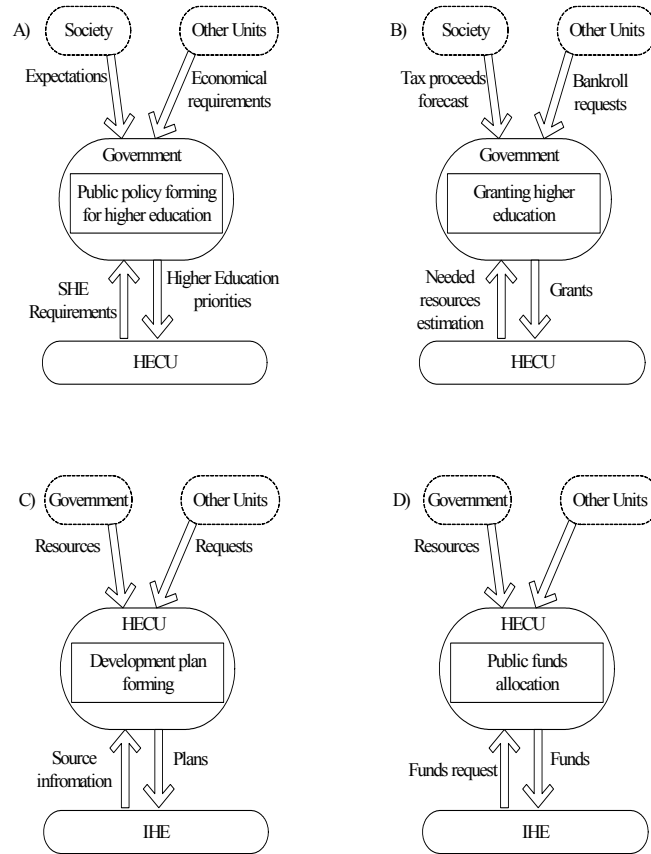 A)
Society
Other Units
Expectations
Economical
requirements
Government
Public policy forming
for higher education
SHE
Requirements
Higher Education
priorities
HECU
B)
Society
Other Units
Tax proceeds
forecast
Bankroll
requests
Government
Granting higher
education
Needed
resources
estimation
Grants
HECU
C)
Government
Other Units
Resources
Requests
HECU
Development plan
forming
Source
infromation
Plans
IHE
D)
Government
Other Units
Resources
HECU
Public funds
allocation
Funds request
Funds
IHE